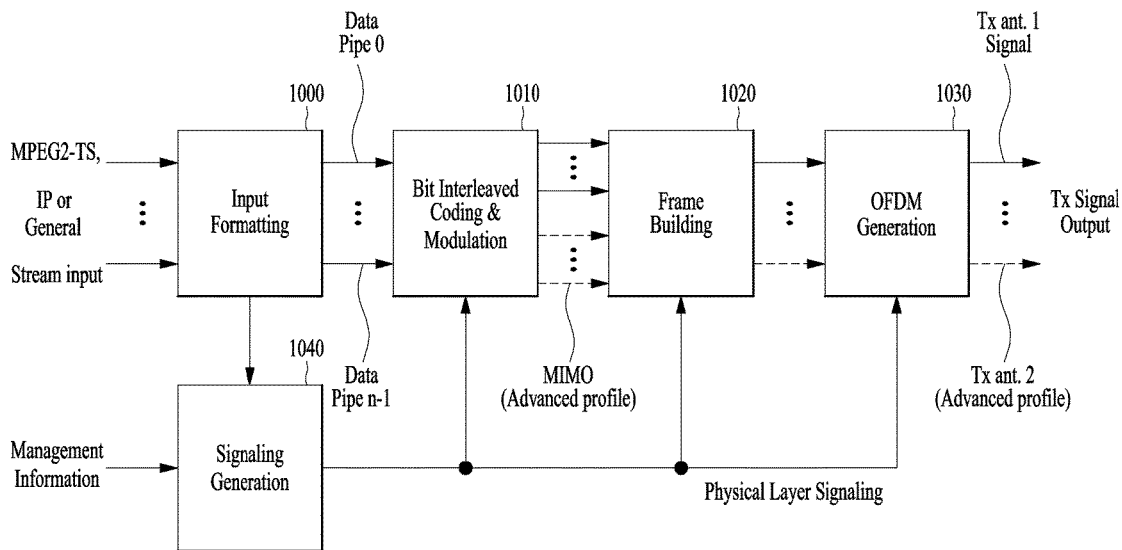 Data
Pipe 0
Tx ant. 1
Signal
1000
1010
1020
1030
MPEG2-TS,
IP or
General
Stream input
Input
Formatting
Bit Interleaved
Coding &
Modulation
Frame
Building
OFDM
Generation
Tx Signal
Output
1040
Data
Pipe n-1
MIMO
(Advanced profile)
Tx ant. 2
(Advanced profile)
Management
Information
Signaling
Generation
Physical Layer Signaling